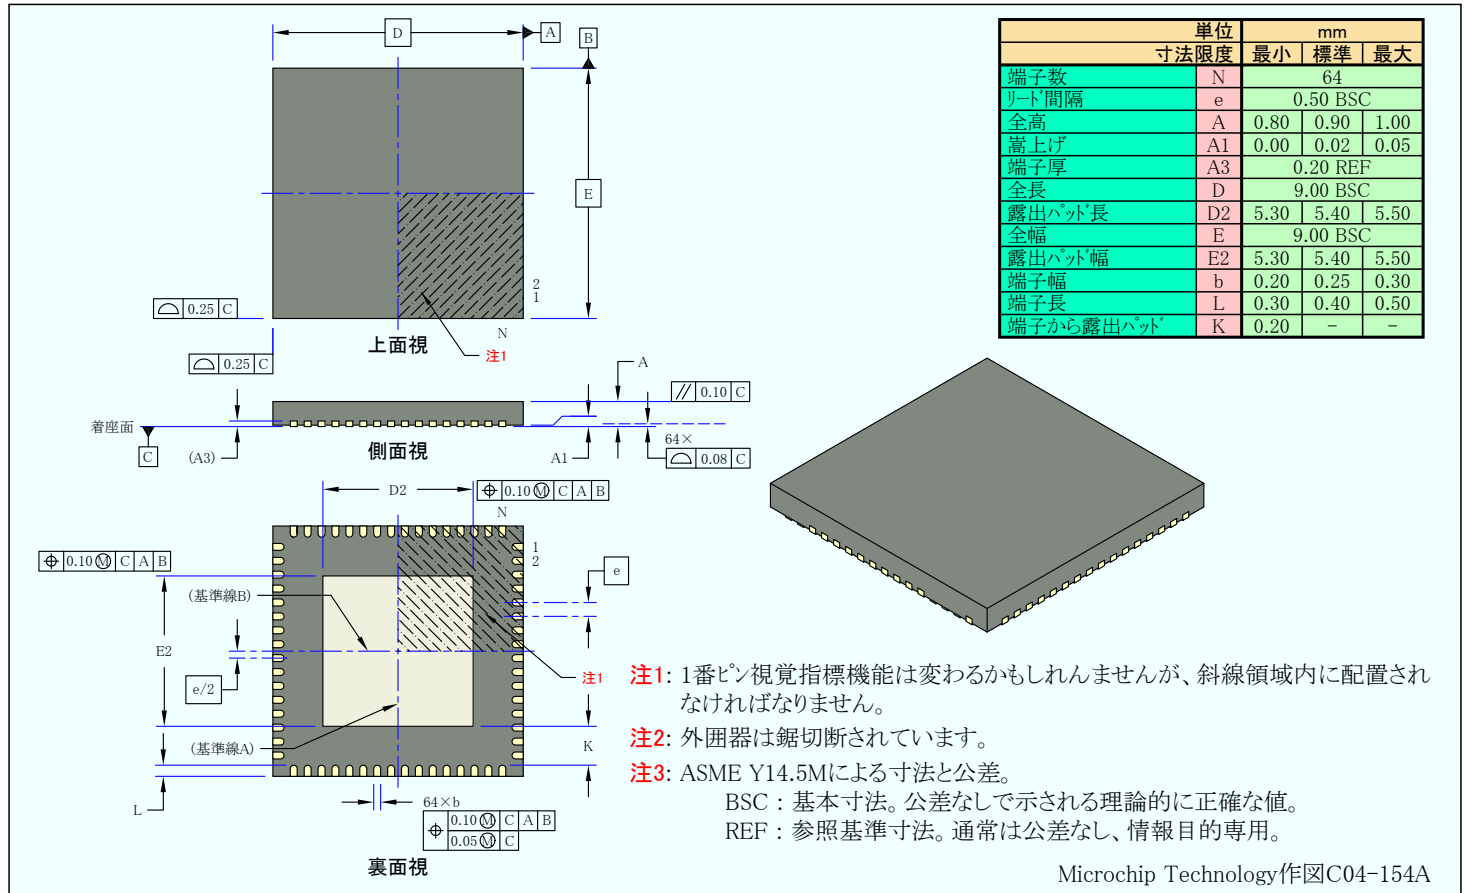 D
A
B
E
2
1
N
⌓ 0.25 C
⌓ 0.25 C
上面視
注1
単位 mm
寸法限度 最小 標準 最大
端子数 N 64
リード間隔 e 0.50 BSC
全高 A 0.80 0.90 1.00
嵩上げ A1 0.00 0.02 0.05
端子厚 A3 0.20 REF
全長 D 9.00 BSC
露出パッド長 D2 5.30 5.40 5.50
全幅 E 9.00 BSC
露出パッド幅 E2 5.30 5.40 5.50
端子幅 b 0.20 0.25 0.30
端子長 L 0.30 0.40 0.50
端子から露出パッド K 0.20 - -
A
// 0.10 C
着座面
C
(A3)
側面視
A1
64×
⌓ 0.08 C
D2
⌖ 0.10 Ⓜ C A B
N
1
2
⌖ 0.10 Ⓜ C A B
e
(基準線B)
E2
e/2
注1
(基準線A)
K
L
64×b
⌖ 0.10 Ⓜ C A B
0.05 Ⓜ C
裏面視
注1: 1番ピン視覚指標機能は変わるかもしれんませんが、斜線領域内に配置され
なければなりません。
注2: 外囲器は鋸切断されています。
注3: ASME Y14.5Mによる寸法と公差。
BSC : 基本寸法。公差なしで示される理論的に正確な値。
REF : 参照基準寸法。通常は公差なし、情報目的専用。
Microchip Technology作図C04-154A